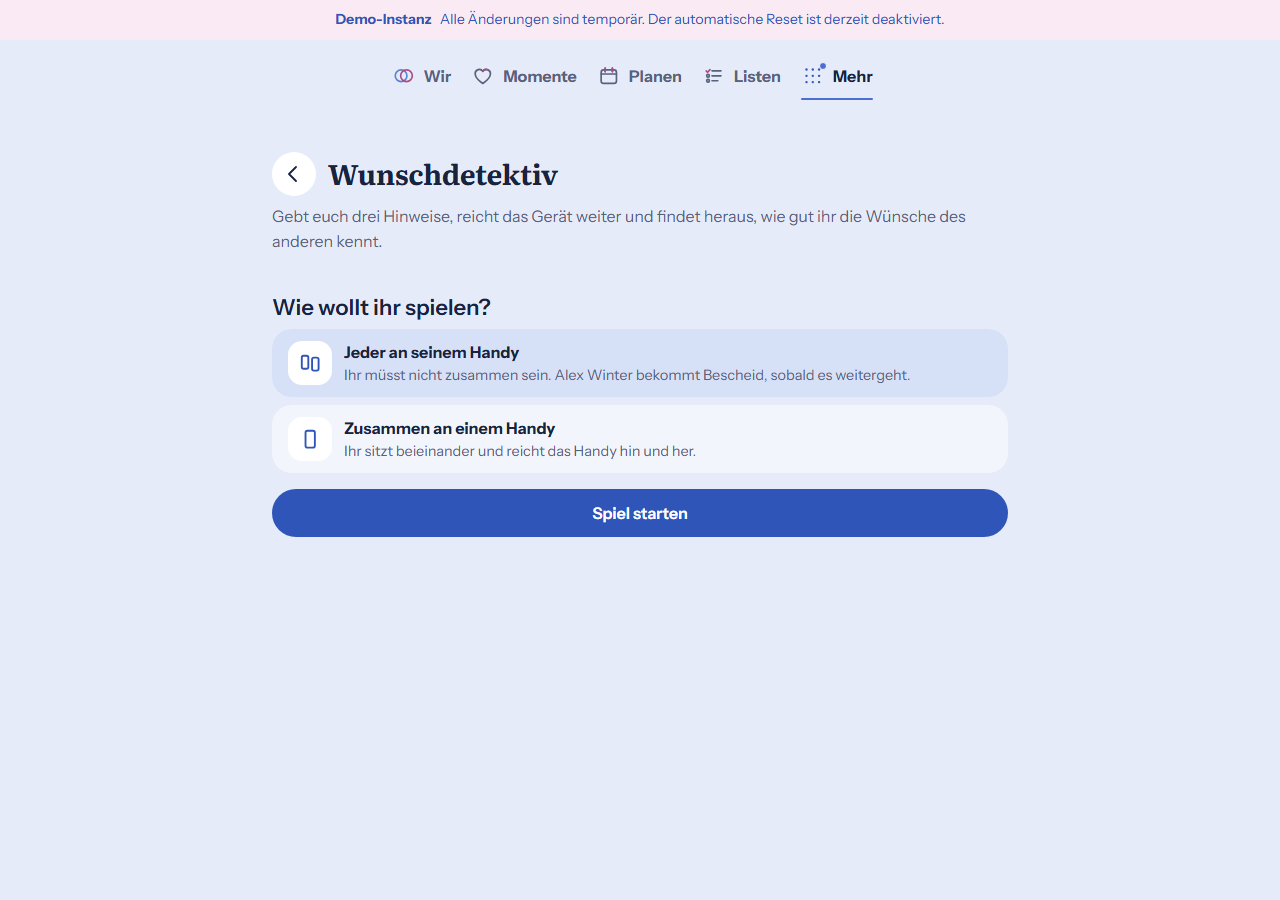 Demo-Instanz Alle Änderungen sind temporär. Der automatische Reset ist derzeit deaktiviert.
Wir Momente Planen Listen Mehr
Wunschdetektiv
Gebt euch drei Hinweise, reicht das Gerät weiter und findet heraus, wie gut ihr die Wünsche des
anderen kennt.
Wie wollt ihr spielen?
Jeder an seinem Handy
Ihr müsst nicht zusammen sein. Alex Winter bekommt Bescheid, sobald es weitergeht.
Zusammen an einem Handy
Ihr sitzt beieinander und reicht das Handy hin und her.
Spiel starten